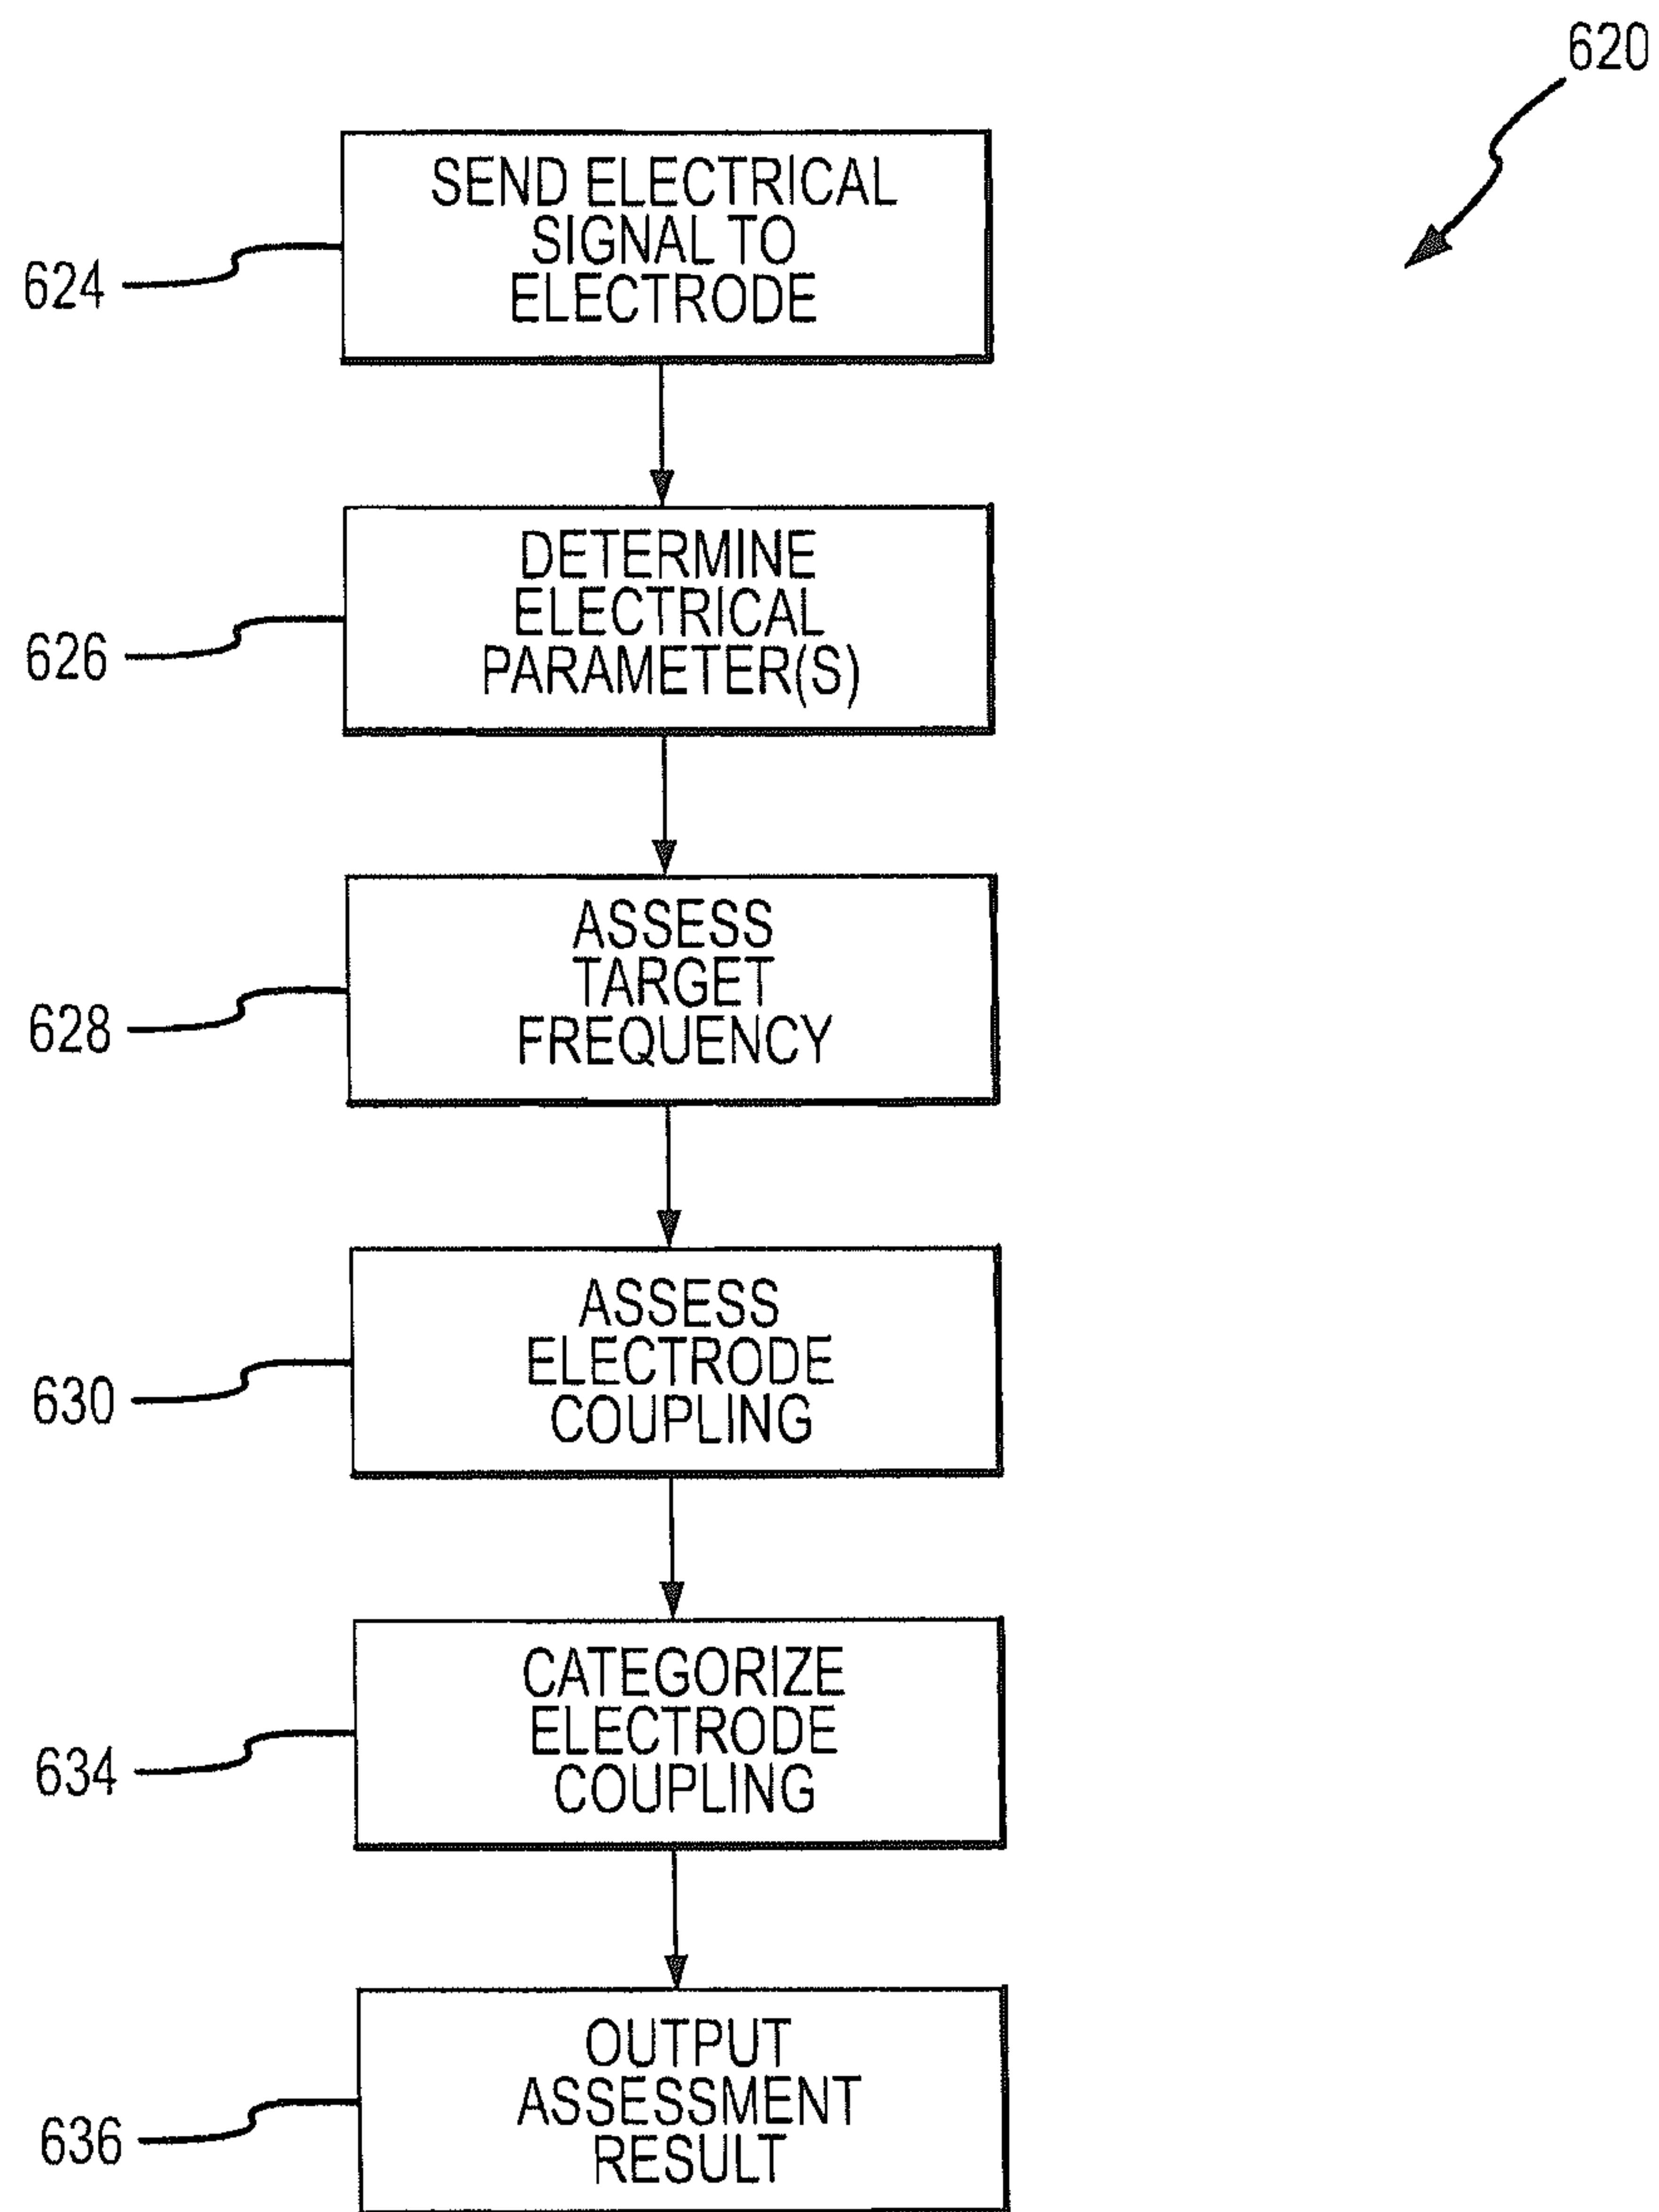 620
SEND ELECTRICAL
SIGNAL TO
ELECTRODE
624
DETERMINE
ELECTRICAL
PARAMETER(S)
626
ASSESS
TARGET
FREQUENCY
628
ASSESS
ELECTRODE
COUPLING
630
CATEGORIZE
ELECTRODE
COUPLING
634
OUTPUT
ASSESSMENT
RESULT
636